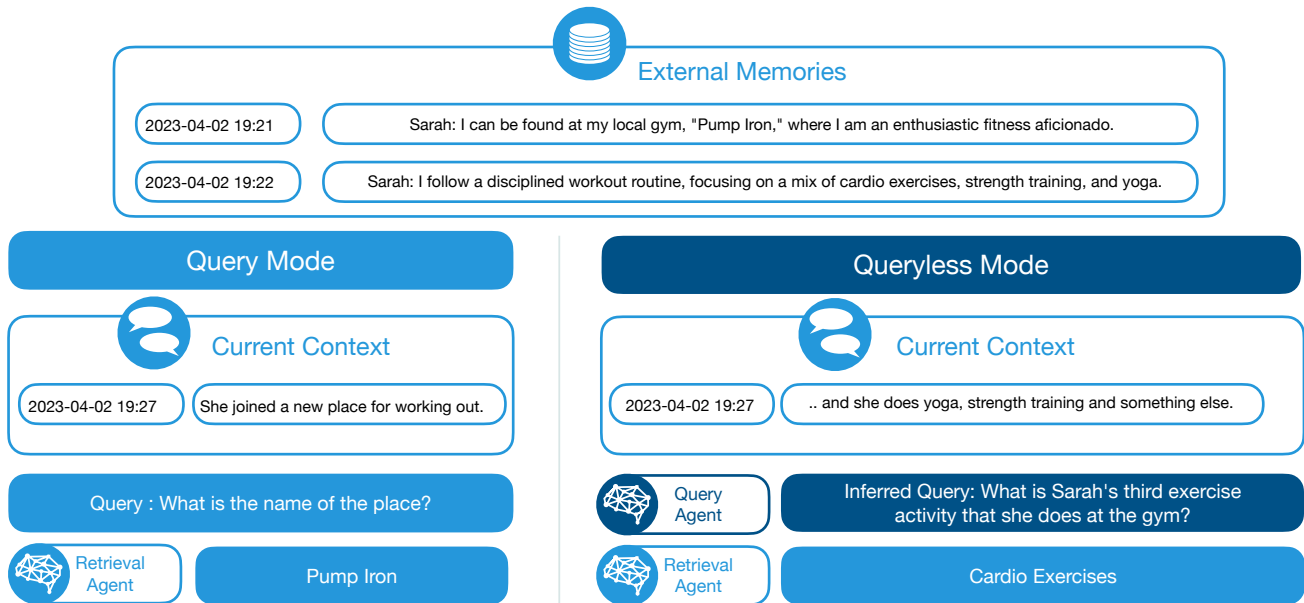 External Memories
2023-04-02 19:21
Sarah: I can be found at my local gym, "Pump Iron," where I am an enthusiastic fitness aficionado.
2023-04-02 19:22
Sarah: I follow a disciplined workout routine, focusing on a mix of cardio exercises, strength training, and yoga.
Query Mode
Current Context
2023-04-02 19:27
She joined a new place for working out.
Query : What is the name of the place?
Retrieval
Agent
Pump Iron
Queryless Mode
Current Context
2023-04-02 19:27
.. and she does yoga, strength training and something else.
Query
Agent
Inferred Query: What is Sarah's third exercise
activity that she does at the gym?
Retrieval
Agent
Cardio Exercises